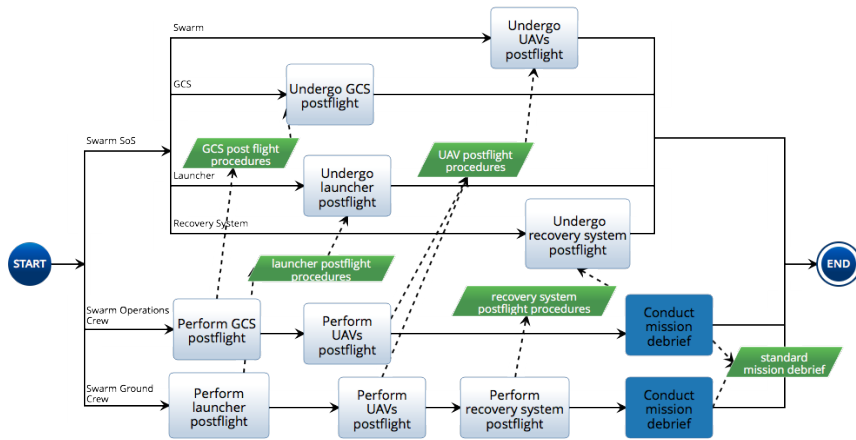 Swarm
Undergo
UAVs
postflight
GCS
Undergo GCS
postflight
Swarm SoS
GCS post flight
procedures
UAV postflight
procedures
Launcher
Undergo
launcher
postflight
Recovery System
Undergo
recovery system
postflight
START
launcher postflight
procedures
END
Swarm Operations
Crew
Perform GCS
postflight
Perform
UAVs
postflight
recovery system
postflight procedures
Conduct
mission
debrief
standard
mission debrief
Swarm Ground
Crew
Perform
launcher
postflight
Perform
UAVs
postflight
Perform
recovery system
postflight
Conduct
mission
debrief